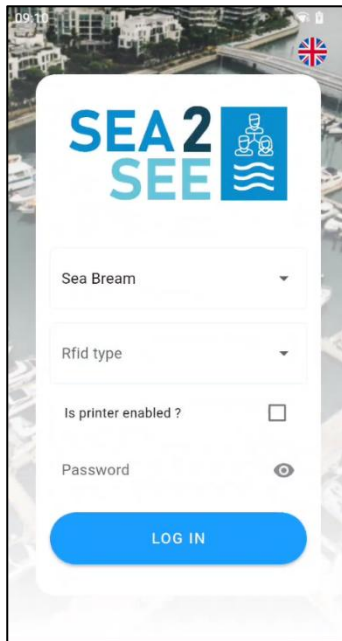 09:10
SEA 2
SEE
Sea Bream
Rfid type
Is printer enabled ?
Password
LOG IN